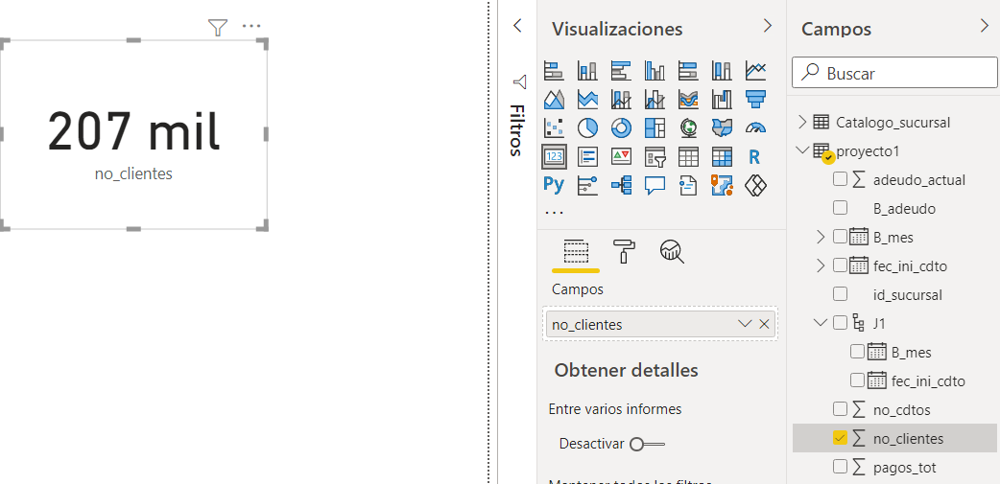 207 mil
no_clientes
Filtros
Visualizaciones
123
R
Py
Campos
no_clientes
Obtener detalles
Entre varios informes
Desactivar
Mantener todos los filtros
Campos
Buscar
Catalogo_sucursal
proyecto1
adeudo_actual
B_adeudo
B_mes
fec_ini_cdto
id_sucursal
J1
B_mes
fec_ini_cdto
no_cdtos
no_clientes
pagos_tot